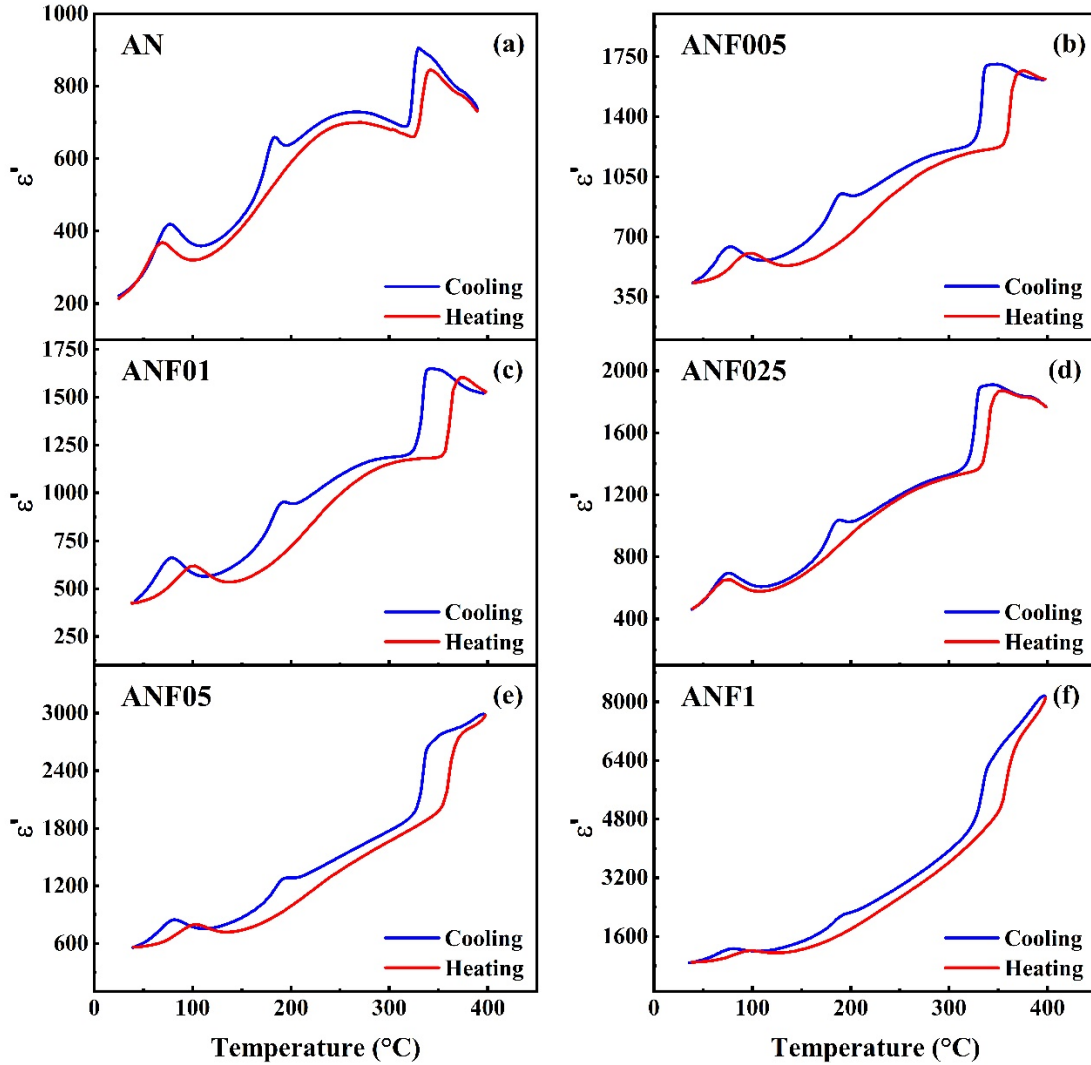 AN (a)
1000
800
600
400
200
ε'
Cooling
Heating
ANF005 (b)
1750
1400
1050
700
350
ε'
Cooling
Heating
ANF01 (c)
1750
1500
1250
1000
750
500
250
ε'
Cooling
Heating
ANF025 (d)
2000
1600
1200
800
400
ε'
Cooling
Heating
ANF05 (e)
3000
2400
1800
1200
600
ε'
Cooling
Heating
0 100 200 300 400
Temperature (°C)
ANF1 (f)
8000
6400
4800
3200
1600
ε'
Cooling
Heating
0 100 200 300 400
Temperature (°C)